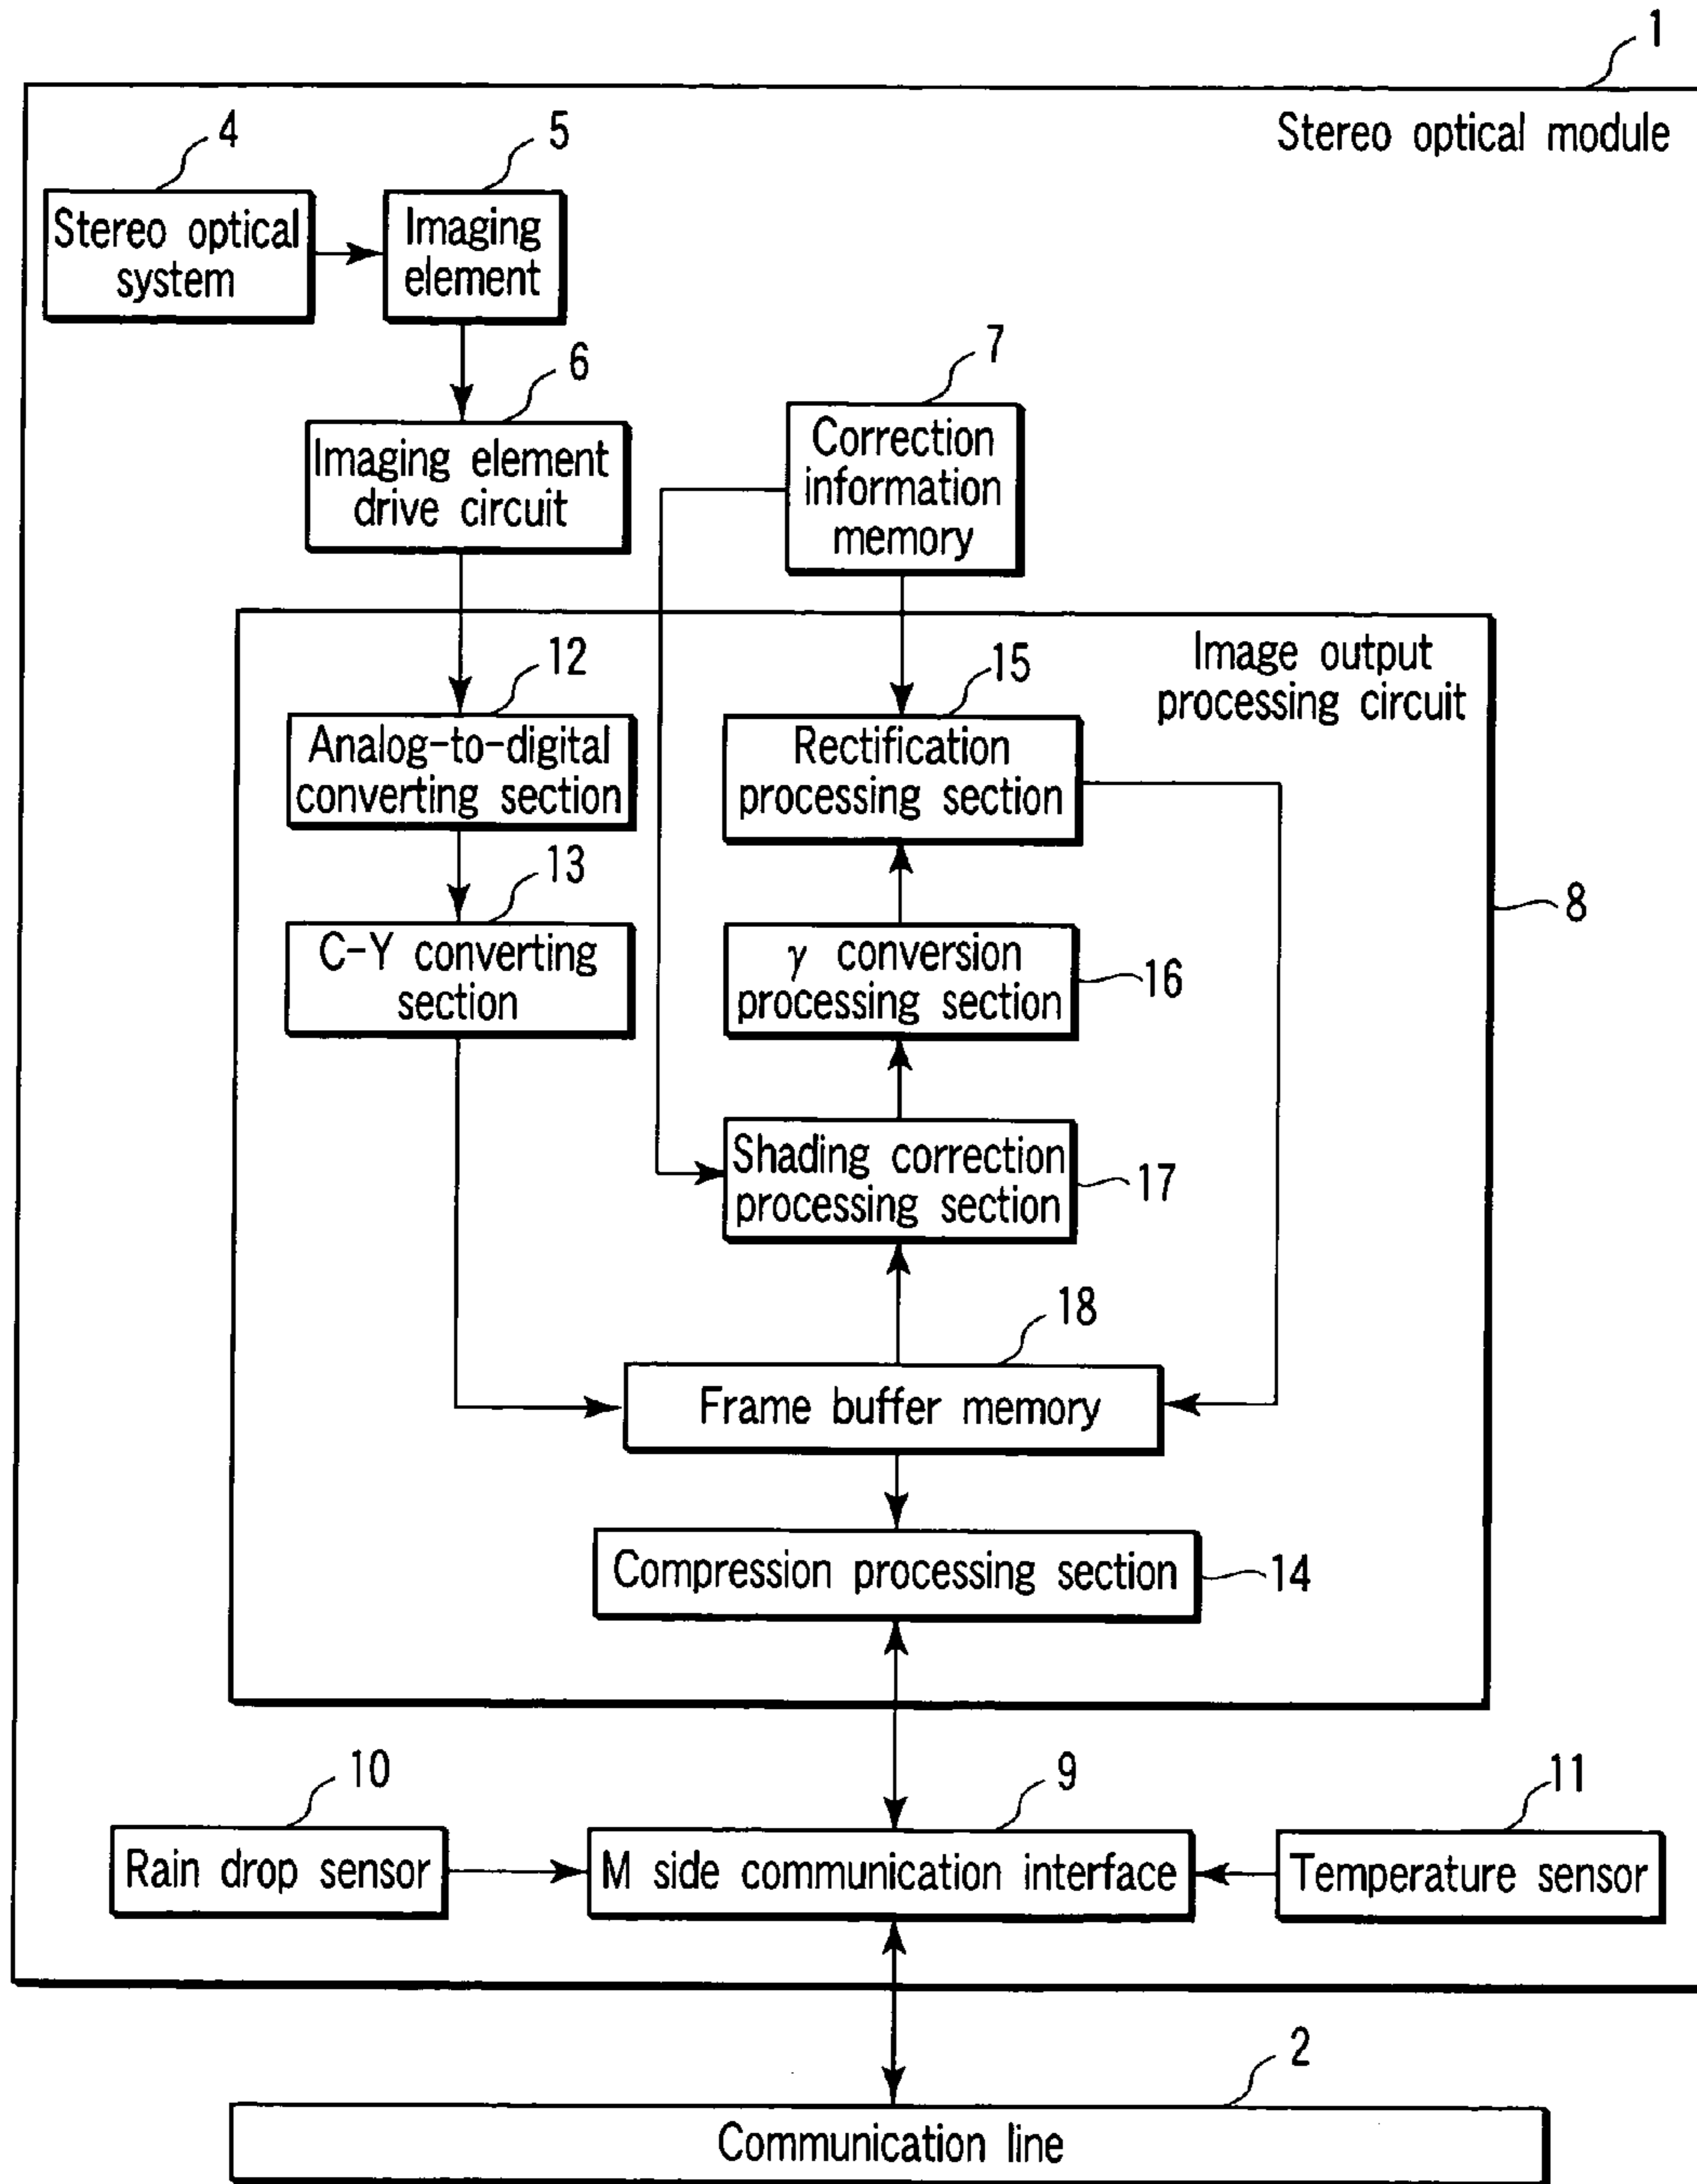 1
Stereo optical module
4
5
Stereo optical
system
Imaging
element
6
7
Imaging element
drive circuit
Correction
information
memory
12
15
Image output
processing circuit
Analog-to-digital
converting section
Rectification
processing section
13
8
C-Y converting
section
γ conversion
processing section
16
Shading correction
processing section
17
18
Frame buffer memory
Compression processing section
14
10
9
11
Rain drop sensor
M side communication interface
Temperature sensor
2
Communication line